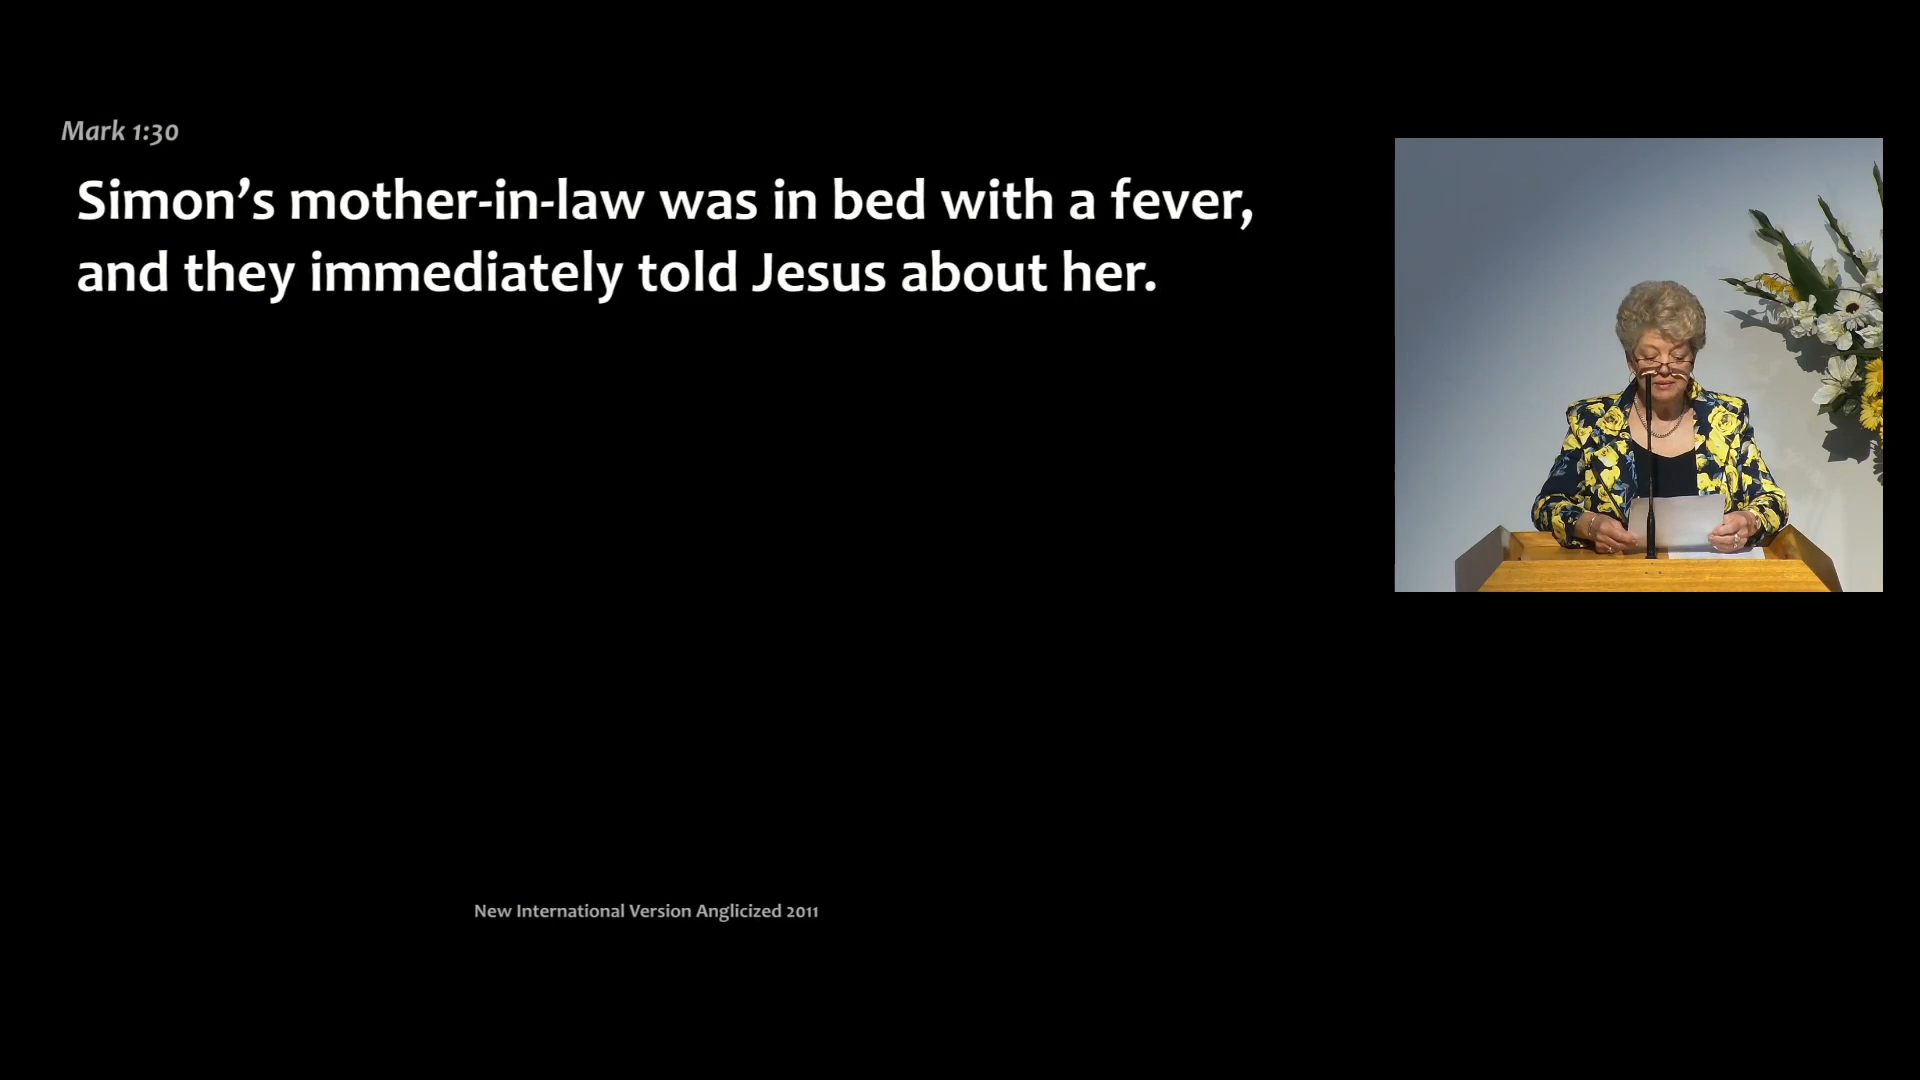 Mark 1:30
Simon’s mother-in-law was in bed with a fever,
and they immediately told Jesus about her.
New International Version Anglicized 2011